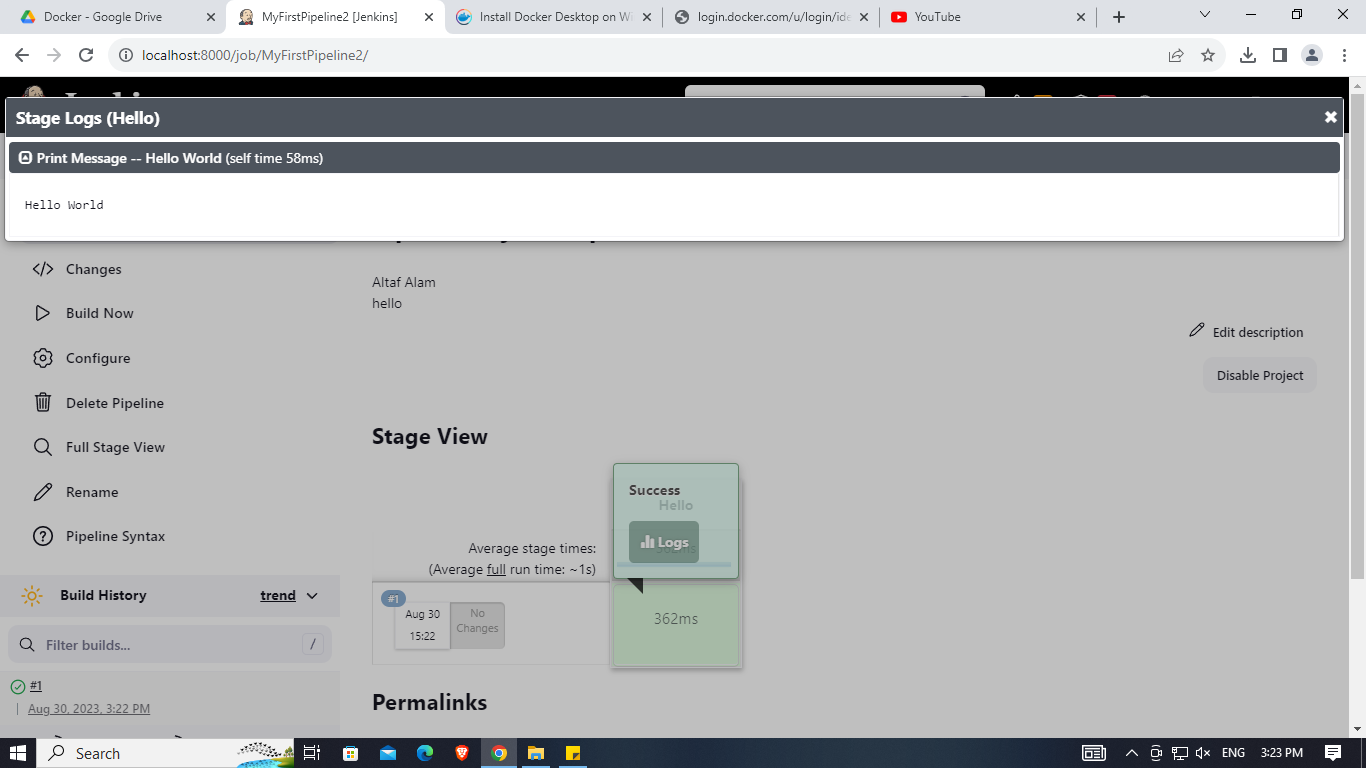 Docker - Google Drive
MyFirstPipeline2 [Jenkins]
Install Docker Desktop on Wi
login.docker.com/u/login/ide
YouTube
localhost:8000/job/MyFirstPipeline2/
Stage Logs (Hello)
Print Message -- Hello World (self time 58ms)
Hello World
Changes
Build Now
Configure
Delete Pipeline
Full Stage View
Rename
Pipeline Syntax
Build History
trend
Filter builds...
/
#1
Aug 30, 2023, 3:22 PM
Altaf Alam
hello
Edit description
Disable Project
Stage View
Success
Hello
Logs
Average stage times:
(Average full run time: ~1s)
#1
Aug 30
15:22
No
Changes
362ms
Permalinks
Search
ENG
3:23 PM